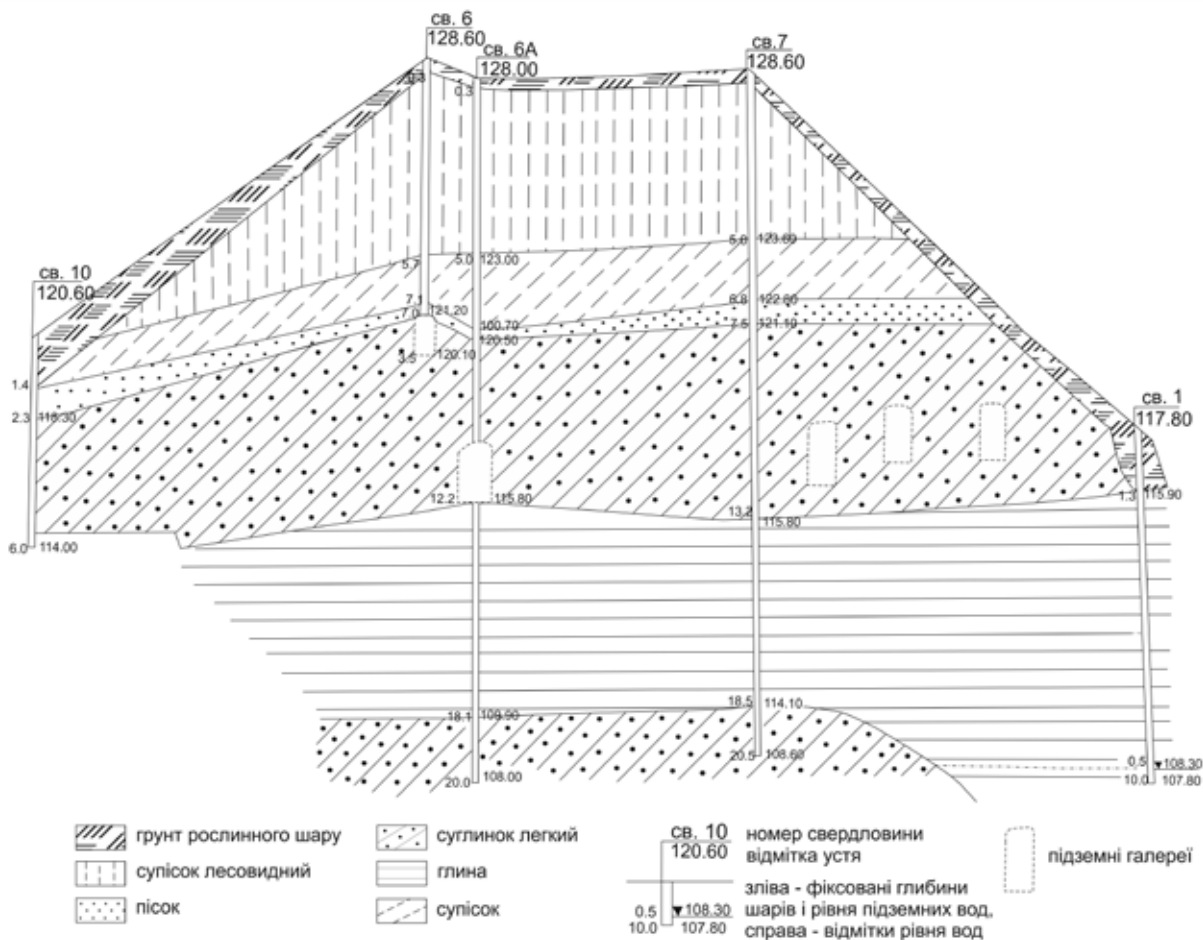 св. 6
128.60
св. 6А
128.00
св.7
128.60
0.3
св. 10
120.60
5.7
5.0 123.00
5.0 123.60
7.1
7.0 121.20
100.70
120.50
6.8 122.60
7.5 121.10
3.5 120.10
1.4
2.3 118.30
св. 1
117.80
12.2 115.80
13.2
115.80
1.3 115.90
6.0 114.00
18.1 109.90
18.5 114.10
20.0 108.00
20.5 108.60
0.5 108.30
10.0 107.80
грунт рослинного шару
супісок лесовидний
пісок
суглинок легкий
глина
супісок
св. 10
120.60
номер свердловини
відмітка устя
0.5 108.30
10.0 107.80
зліва - фіксовані глибини
шарів і рівня підземних вод,
справа - відмітки рівня вод
підземні галереї